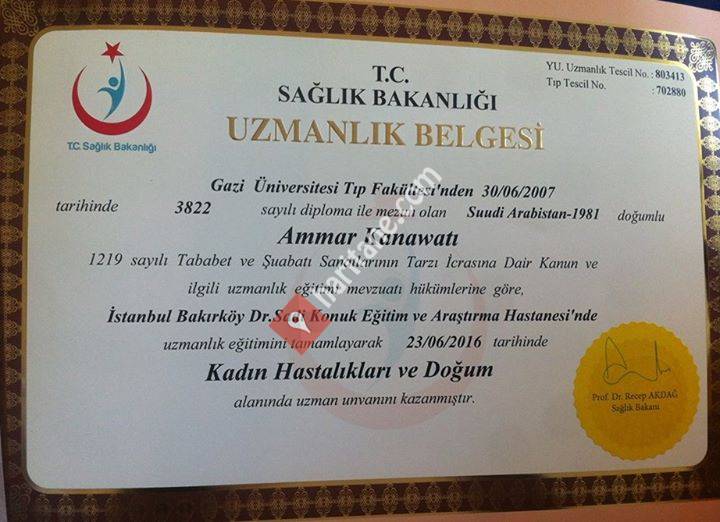 T.C. Sağlık Bakanlığı
T.C.
SAĞLIK BAKANLIĞI
UZMANLIK BELGESİ
YU. Uzmanlık Tescil No. : 803413
Tıp Tescil No. : 702880
Gazi Üniversitesi Tıp Fakültesi'nden 30/06/2007
tarihinde 3822 sayılı diploma ile mezun olan Suudi Arabistan-1981 doğumlu
Ammar Kanawatı
1219 sayılı Tababet ve Şuabatı San'atlarının Tarzı İcrasına Dair Kanun ve
ilgili uzmanlık eğitimi mevzuatı hükümlerine göre,
İstanbul Bakırköy Dr.Sadi Konuk Eğitim ve Araştırma Hastanesi'nde
uzmanlık eğitimini tamamlayarak 23/06/2016 tarihinde
Kadın Hastalıkları ve Doğum
alanında uzman unvanını kazanmıştır.
Prof. Dr. Recep AKDAĞ
Sağlık Bakanı
haritane.com